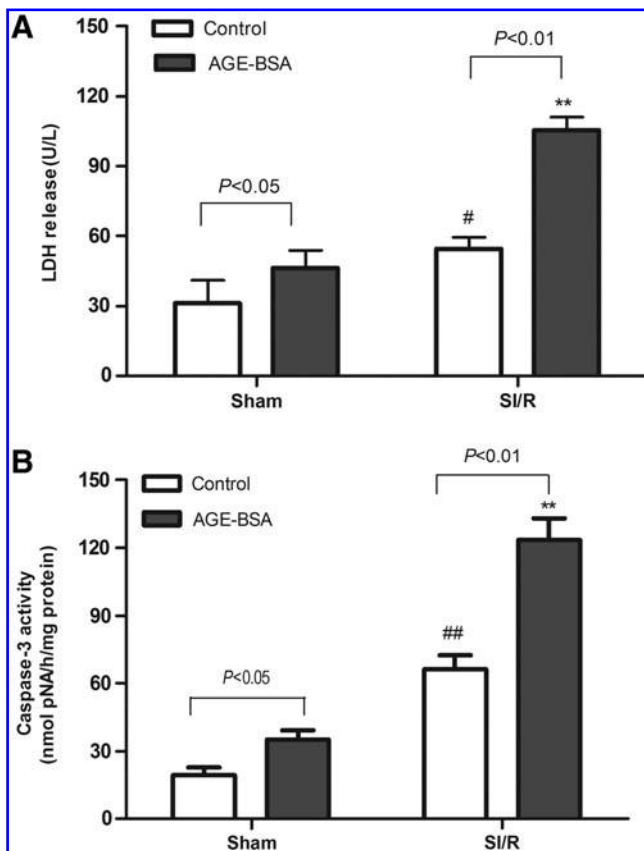 A
Control
AGE-BSA
P<0.01
**
P<0.05
#
LDH release(U/L)
150
120
90
60
30
0
Sham
SI/R
B
Control
AGE-BSA
P<0.01
**
##
P<0.05
Caspase-3 activity
(nmol pNA/h/mg protein)
150
120
90
60
30
0
Sham
SI/R